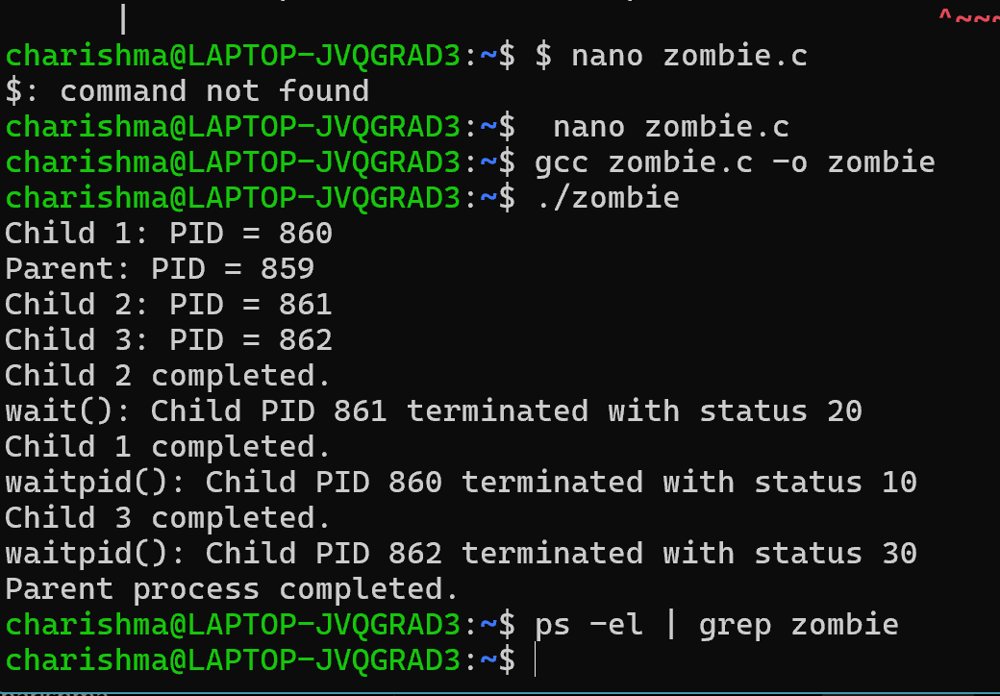 |                                             ^~~~
charishma@LAPTOP-JVQGRAD3:~$ $ nano zombie.c
$: command not found
charishma@LAPTOP-JVQGRAD3:~$  nano zombie.c
charishma@LAPTOP-JVQGRAD3:~$ gcc zombie.c -o zombie
charishma@LAPTOP-JVQGRAD3:~$ ./zombie
Child 1: PID = 860
Parent: PID = 859
Child 2: PID = 861
Child 3: PID = 862
Child 2 completed.
wait(): Child PID 861 terminated with status 20
Child 1 completed.
waitpid(): Child PID 860 terminated with status 10
Child 3 completed.
waitpid(): Child PID 862 terminated with status 30
Parent process completed.
charishma@LAPTOP-JVQGRAD3:~$ ps -el | grep zombie
charishma@LAPTOP-JVQGRAD3:~$